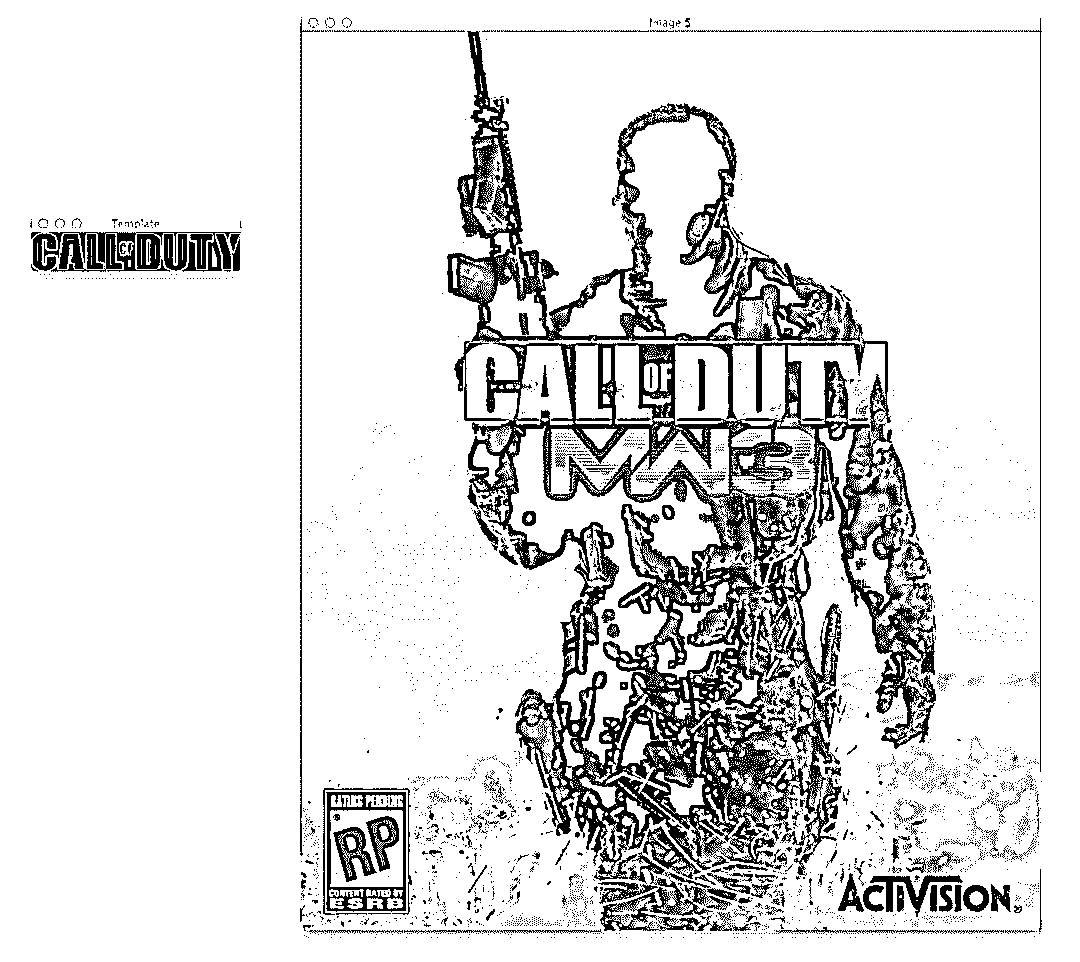 Image 5
Template
CALL OF DUTY
CALL OF DUTY
MW3
RATING PENDING
RP
CONTENT RATED BY
ESRB
ACTIVISION